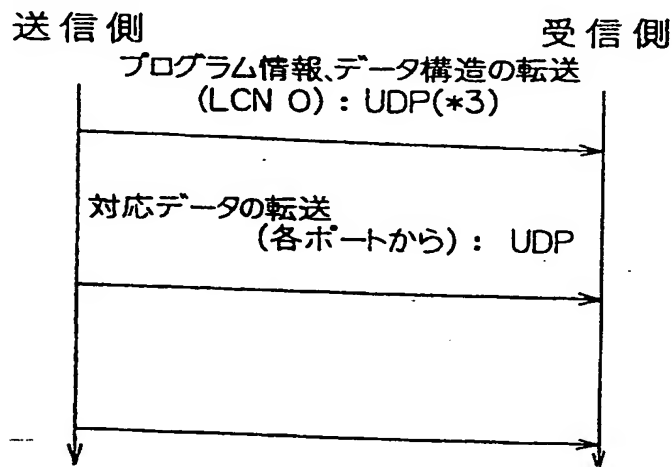 送信側
受信側
プログラム情報、データ構造の転送
(LCN 0) : UDP(*3)
対応データの転送
(各ポートから) : UDP